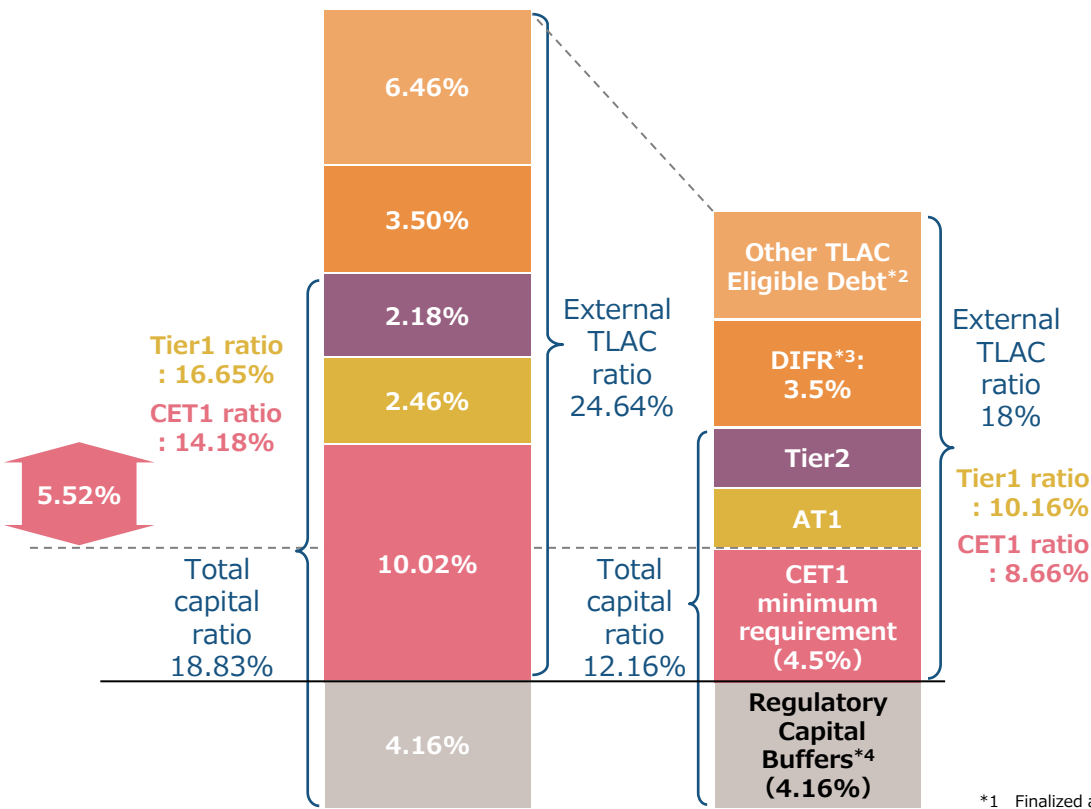 6.46%
3.50%
2.18%
2.46%
10.02%
4.16%
Tier1 ratio
: 16.65%
CET1 ratio
: 14.18%
5.52%
Total
capital
ratio
18.83%
External
TLAC
ratio
24.64%
Other TLAC
Eligible Debt*2
DIFR*3:
3.5%
Tier2
AT1
CET1
minimum
requirement
(4.5%)
Regulatory
Capital
Buffers*4
(4.16%)
Total
capital
ratio
12.16%
External
TLAC
ratio
18%
Tier1 ratio
: 10.16%
CET1 ratio
: 8.66%
*1 Finalized a